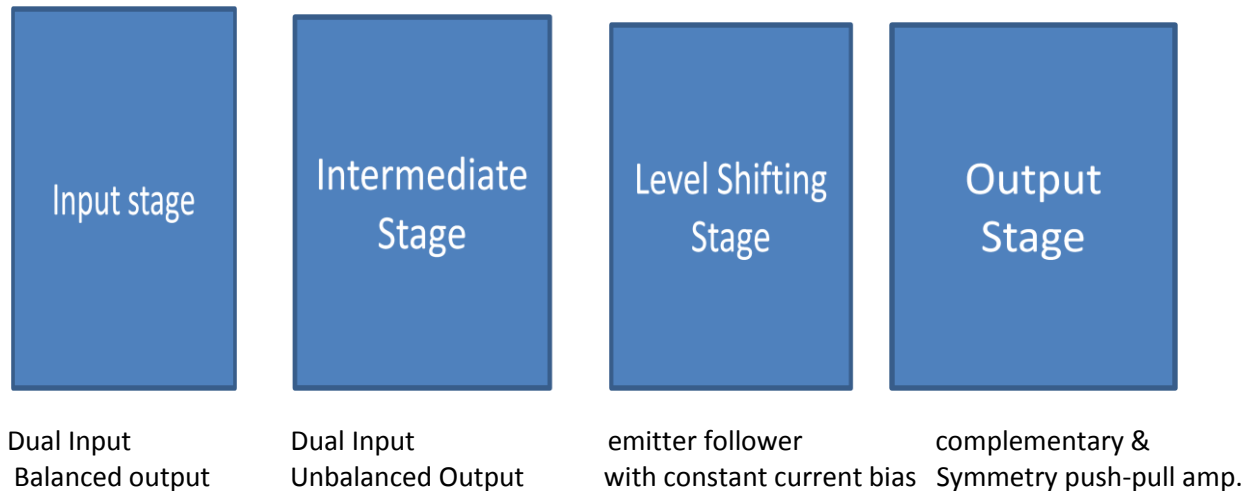 Input stage
Intermediate
Stage
Level Shifting
Stage
Output
Stage
Dual Input
Balanced output
Dual Input
Unbalanced Output
emitter follower
with constant current bias
complementary &
Symmetry push-pull amp.